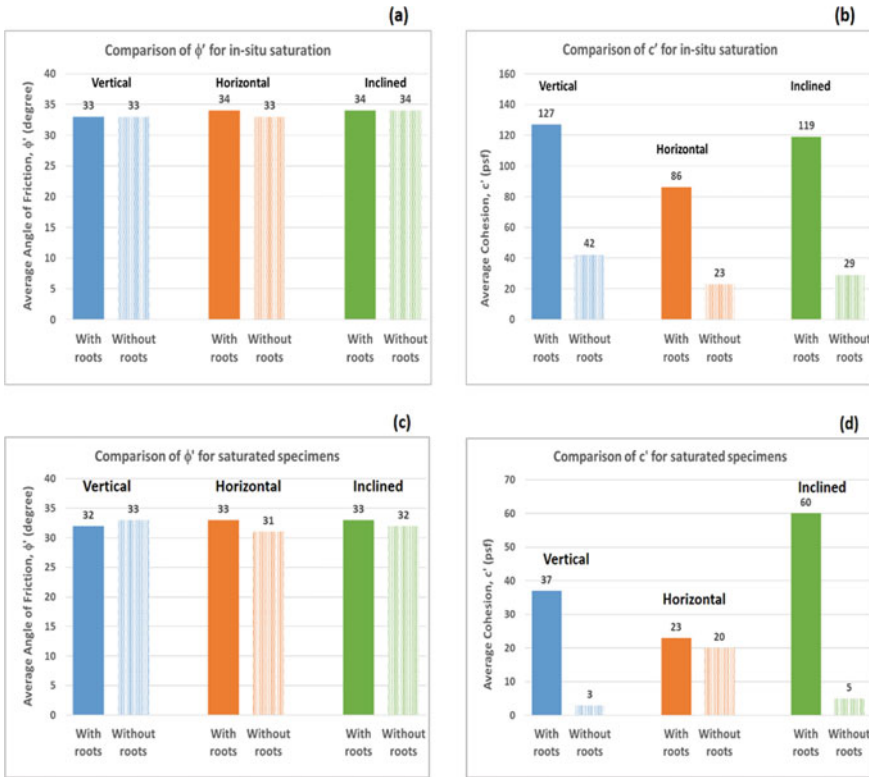 (a)
Comparison of ϕ' for in-situ saturation
Average Angle of Friction, ϕ' (degree)
40
35
30
25
20
15
10
5
0
Vertical
Horizontal
Inclined
33
33
34
33
34
34
With roots
Without roots
With roots
Without roots
With roots
Without roots
(b)
Comparison of c' for in-situ saturation
Average Cohesion, c' (psf)
160
140
120
100
80
60
40
20
0
Vertical
Horizontal
Inclined
127
42
86
23
119
29
With roots
Without roots
With roots
Without roots
With roots
Without roots
(c)
Comparison of ϕ' for saturated specimens
Average Angle of Friction, ϕ' (degree)
40
35
30
25
20
15
10
5
0
Vertical
Horizontal
Inclined
32
33
33
31
33
32
With roots
Without roots
With roots
Without roots
With roots
Without roots
(d)
Comparison of c' for saturated specimens
Average Cohesion, c' (psf)
70
60
50
40
30
20
10
0
Vertical
Horizontal
Inclined
37
3
23
20
60
5
With roots
Without roots
With roots
Without roots
With roots
Without roots